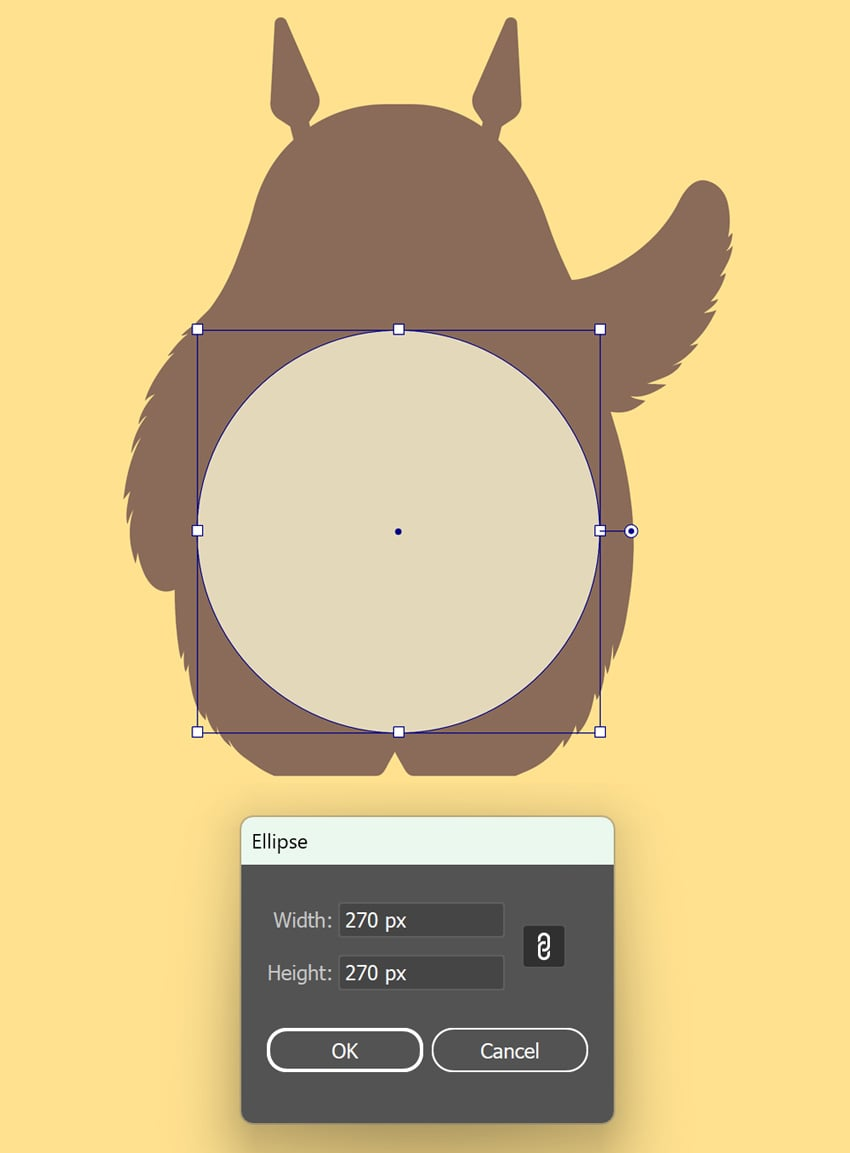 Ellipse
Width: 270 px
Height: 270 px
OK Cancel